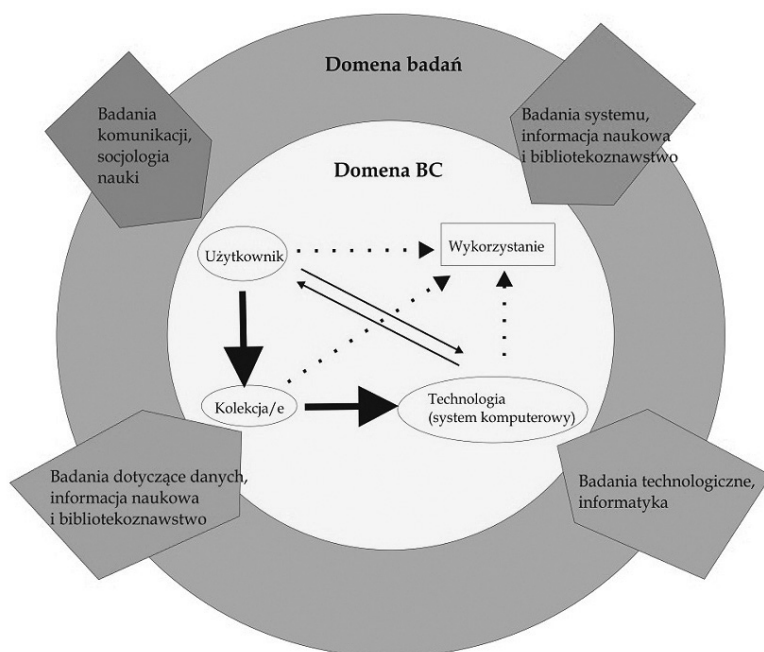 Domena badań
Badania
komunikacji,
socjologia
nauki
Badania systemu,
informacja naukowa
i bibliotekoznawstwo
Domena BC
Użytkownik
Wykorzystanie
Kolekcja/e
Technologia
(system komputerowy)
Badania dotyczące danych,
informacja naukowa
i bibliotekoznawstwo
Badania technologiczne,
informatyka